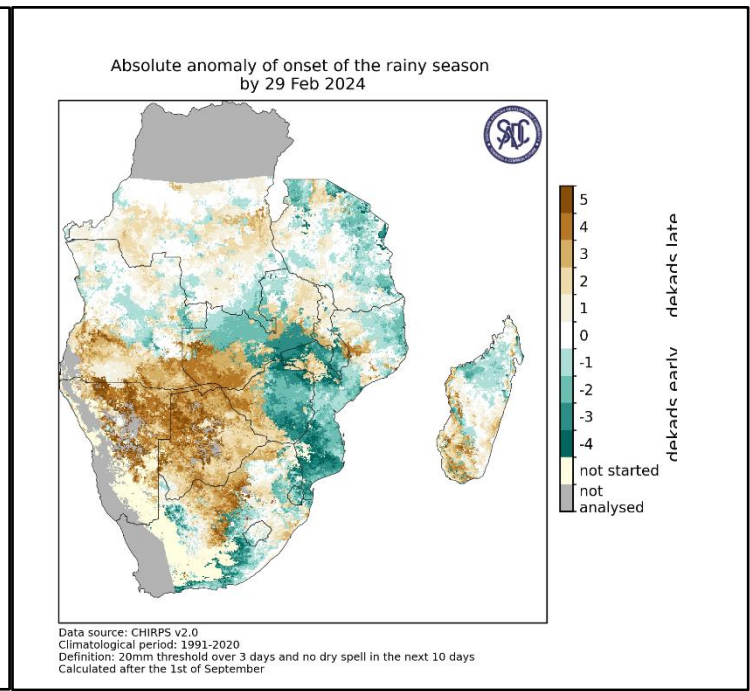 Absolute anomaly of onset of the rainy season
by 29 Feb 2024
SADC
5
4
3
2
1
0
-1
-2
-3
-4
not started
not
analysed
dekads late
dekads early
Data source: CHIRPS v2.0
Climatological period: 1991-2020
Definition: 20mm threshold over 3 days and no dry spell in the next 10 days
Calculated after the 1st of September